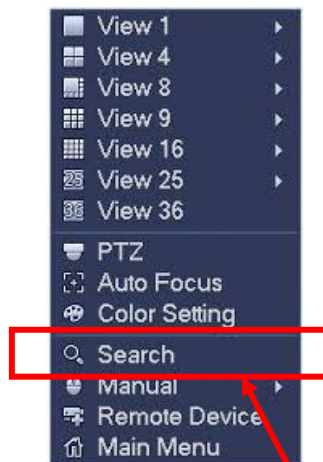 View 1
View 4
View 8
View 9
View 16
25 View 25
36 View 36
PTZ
Auto Focus
Color Setting
Search
Manual
Remote Device
Main Menu